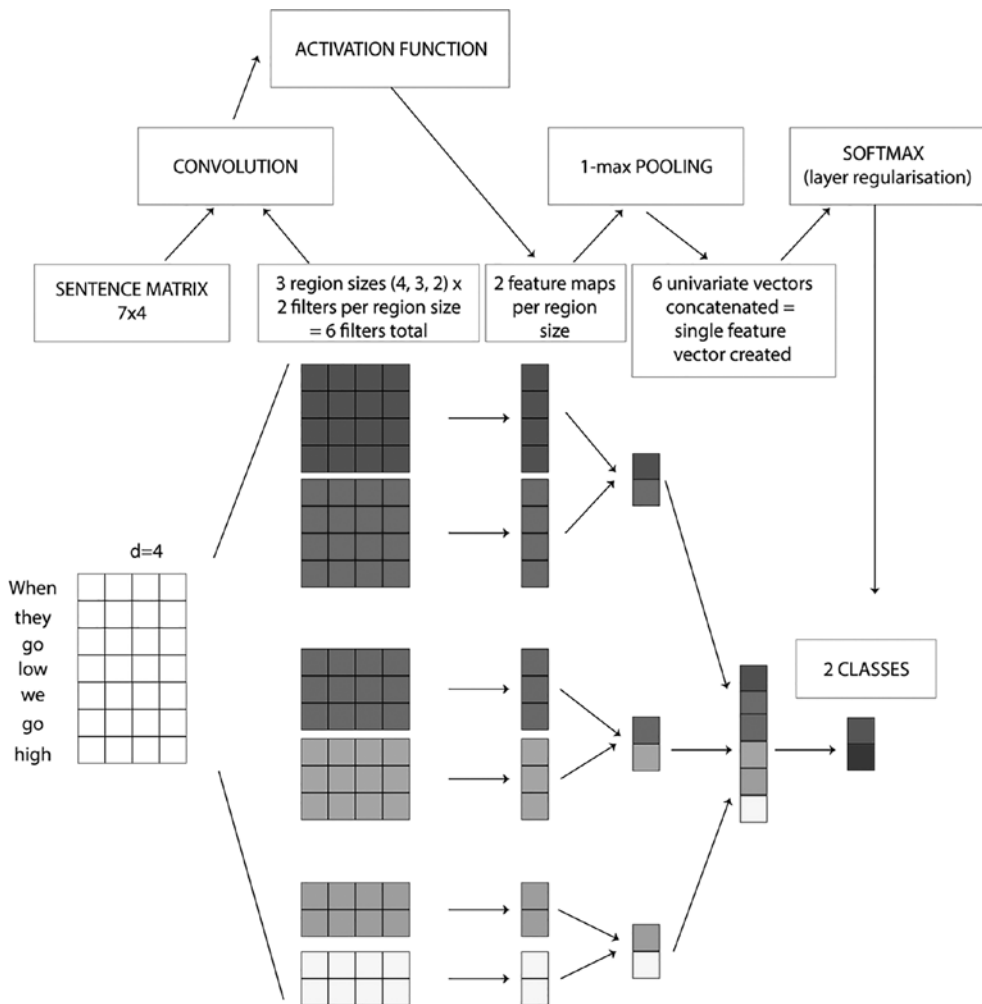 ACTIVATION FUNCTION
CONVOLUTION
1-max POOLING
SOFTMAX
(layer regularisation)
SENTENCE MATRIX
7x4
3 region sizes (4, 3, 2) x
2 filters per region size
= 6 filters total
2 feature maps
per region
size
6 univariate vectors
concatenated =
single feature
vector created
d=4
When
they
go
low
we
go
high
2 CLASSES